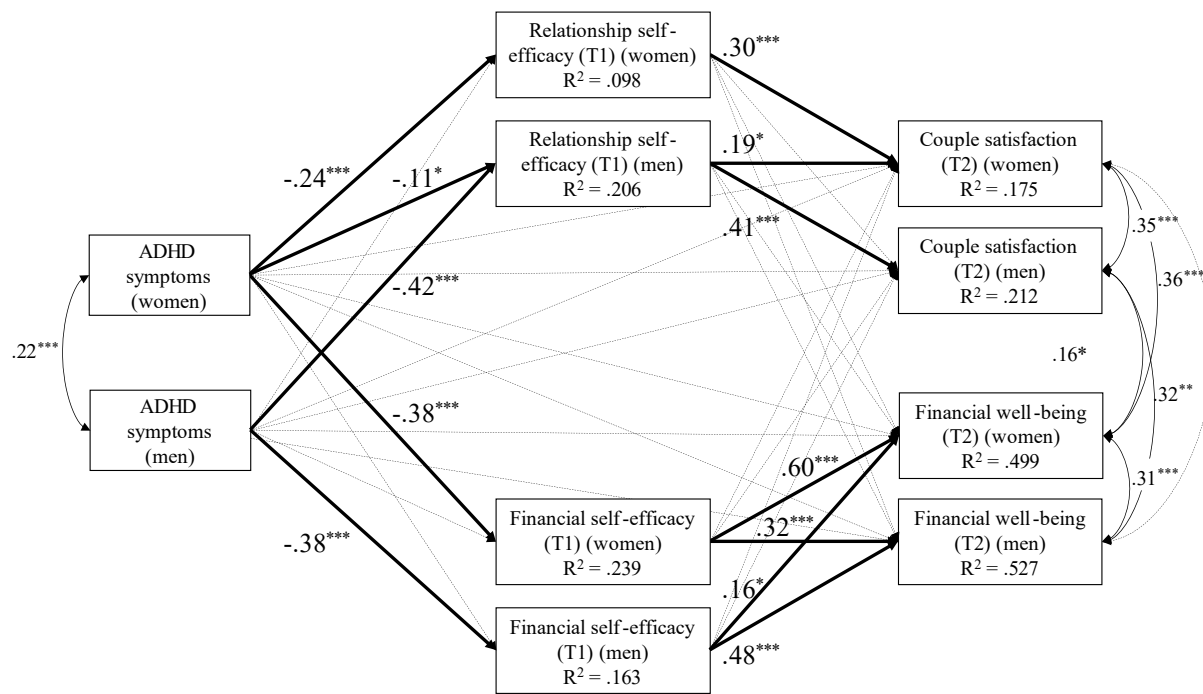 Relationship self-
efficacy (T1) (women)
R² = .098
.30***
Relationship self-
efficacy (T1) (men)
R² = .206
.19*
Couple satisfaction
(T2) (women)
R² = .175
-.24***
-.11*
.41***
.35***
Couple satisfaction
(T2) (men)
R² = .212
ADHD
symptoms
(women)
-.42***
.36***
.22***
.16*
ADHD
symptoms
(men)
-.38***
.32**
Financial well-being
(T2) (women)
R² = .499
.60***
.31***
Financial self-efficacy
(T1) (women)
R² = .239
.32***
Financial well-being
(T2) (men)
R² = .527
-.38***
.16*
Financial self-efficacy
(T1) (men)
R² = .163
.48***